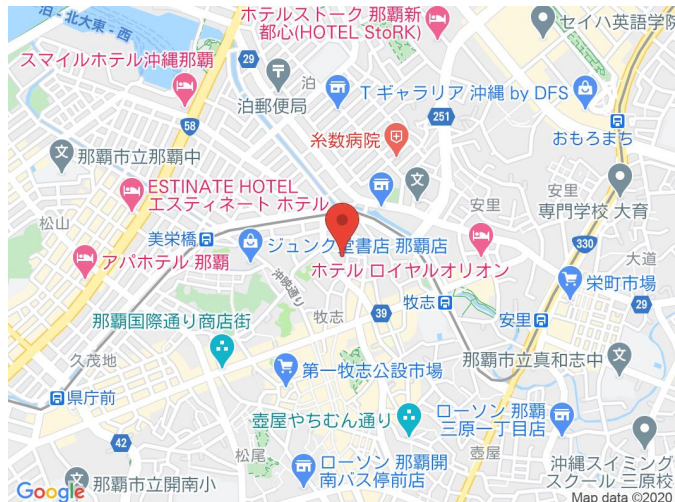 泊-北大東-西
ホテルストーク 那覇新
都心(HOTEL StoRK)
セイハ英語学院
スマイルホテル沖縄那覇
29
泊
泊郵便局
T ギャラリア 沖縄 by DFS
58
251
おもろまち
糸数病院
那覇市立那覇中
ESTINATE HOTEL
エスティネート ホテル
安里
安里
専門学校 大育
松山
美栄橋
ジュンク堂書店 那覇店
330
大道
アパホテル 那覇
ホテル ロイヤルオリオン
沖映通り
栄町市場
牧志
29
那覇国際通り商店街
牧志
39
安里
久茂地
那覇市立真和志中
第一牧志公設市場
県庁前
壺屋やちむん通り
ローソン 那覇
三原一丁目店
42
壺屋
松尾
沖縄スイミング
スクール 三原校
ローソン 那覇開
南バス停前店
那覇市立開南小
Google
Map data ©2020